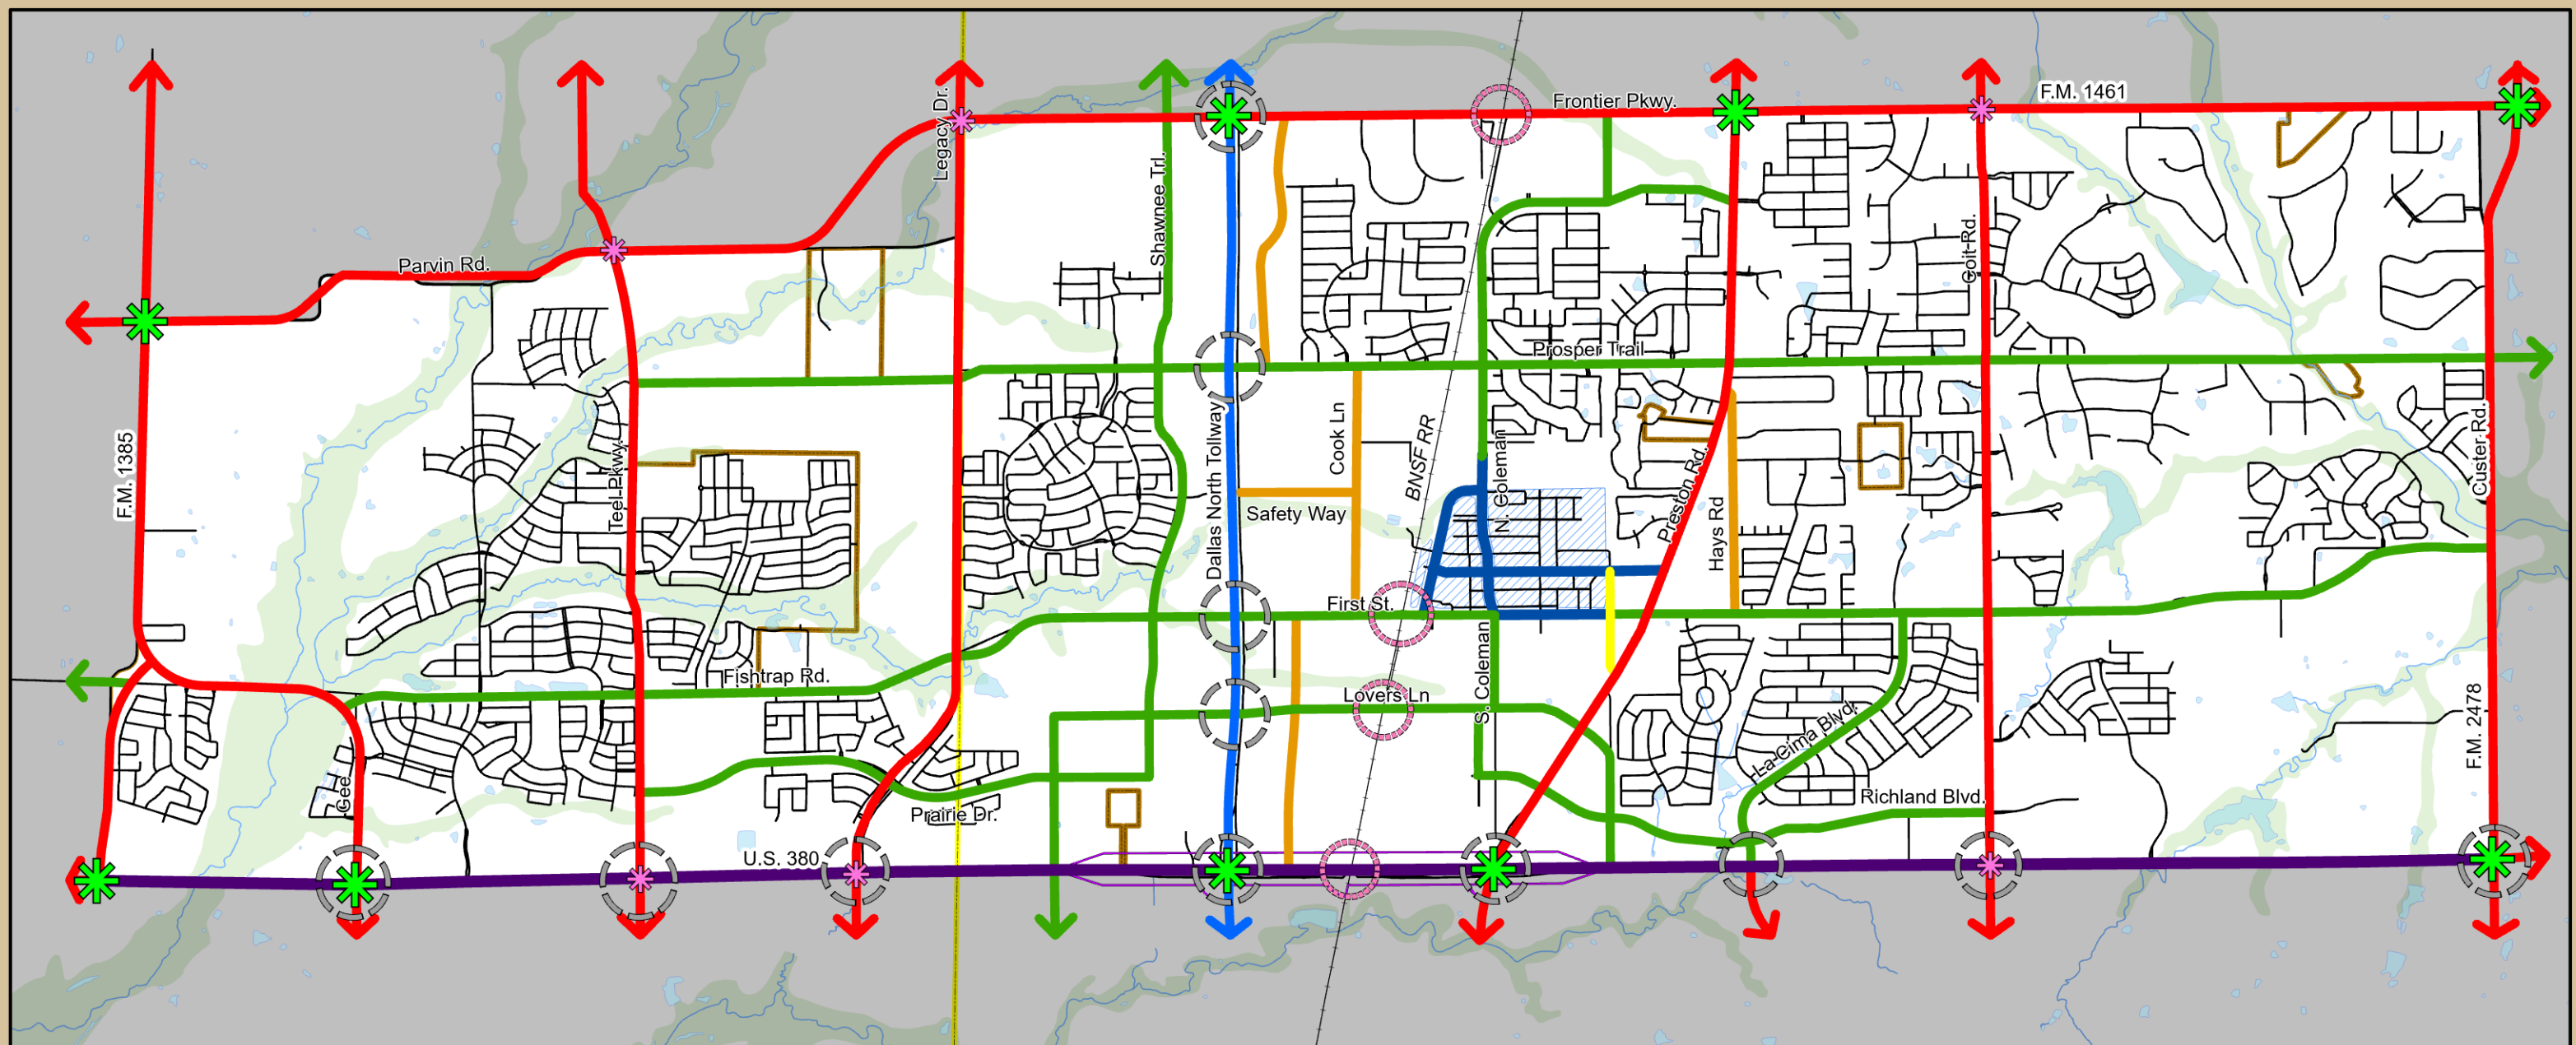 F.M. 1461
Frontier Pkwy.
Legacy Dr.
Shawnee Trl.
Coit Rd.
Parvin Rd.
Prosper Trail
F.M. 1385
Teel Pkwy.
Dallas North Tollway
Cook Ln
BNSF RR
N. Coleman
Preston Rd.
Hays Rd
Custer Rd.
Safety Way
First St.
Fishtrap Rd.
Lovers Ln
S. Coleman
La Cima Blvd.
F.M. 2478
Gee
Richland Blvd.
Prairie Dr.
U.S. 380